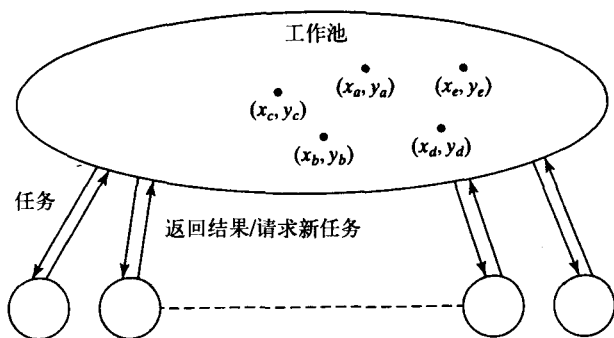 工作池
(x_a, y_a)
(x_e, y_e)
(x_c, y_c)
(x_b, y_b)
(x_d, y_d)
任务
返回结果/请求新任务